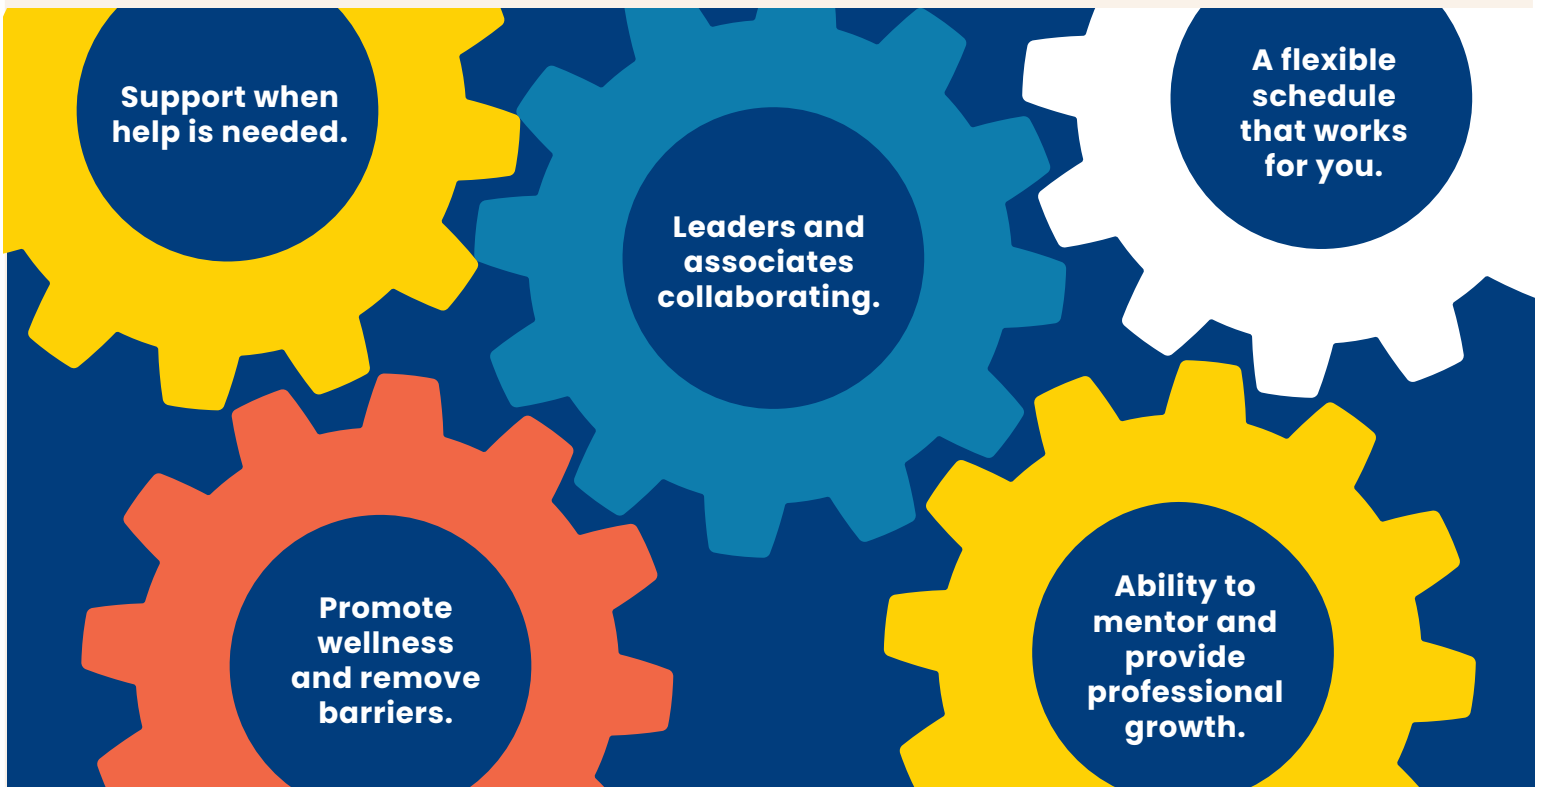 Support when
help is needed.
Leaders and
associates
collaborating.
A flexible
schedule
that works
for you.
Promote
wellness
and remove
barriers.
Ability to
mentor and
provide
professional
growth.